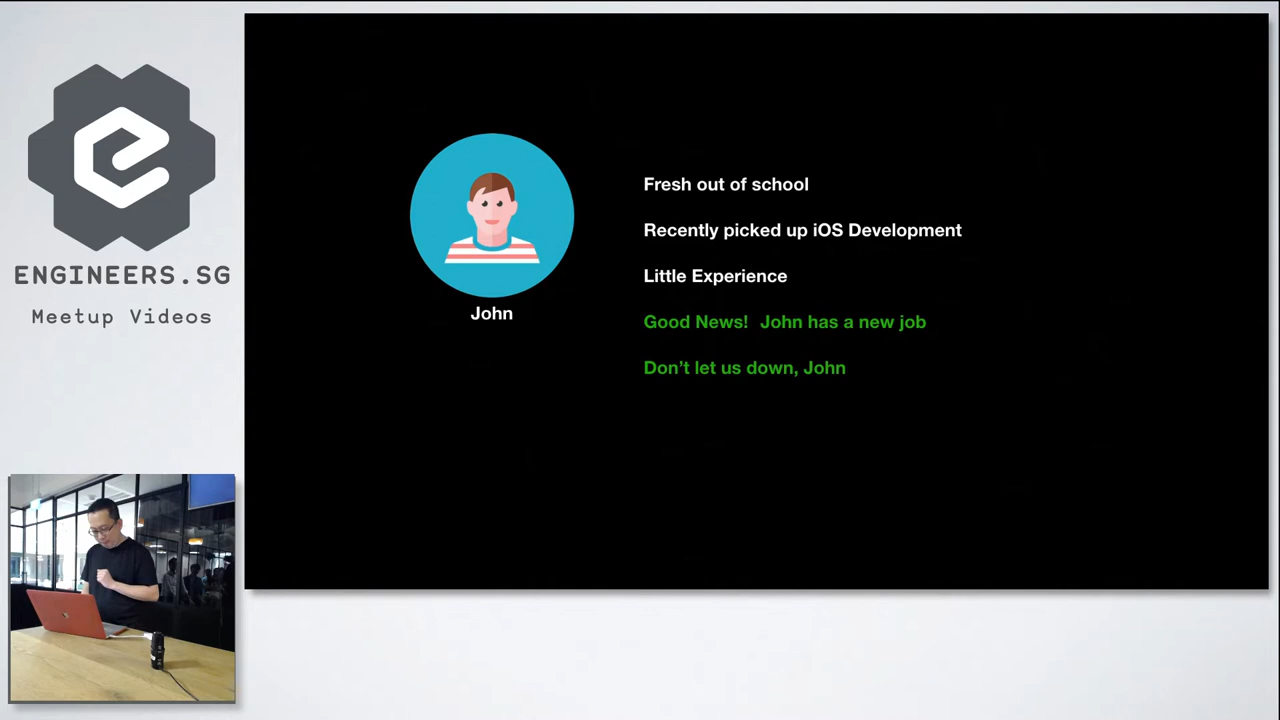 ENGINEERS.SG
Meetup Videos
John
Fresh out of school
Recently picked up iOS Development
Little Experience
Good News! John has a new job
Don’t let us down, John